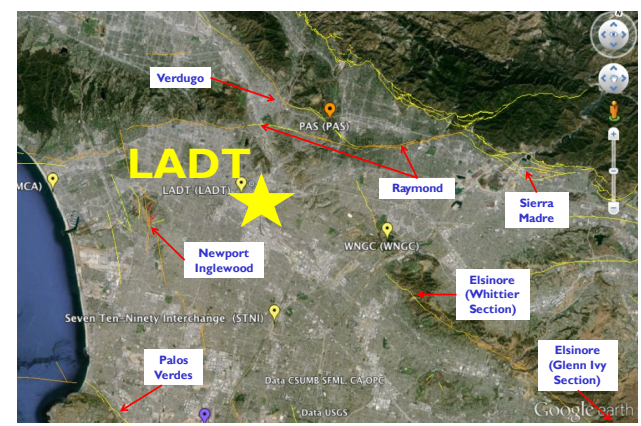 N
Verdugo
PAS (PAS)
LADT
MCA)
LADT (LADT)
Raymond
Sierra
Madre
WNGC (WNGC)
Newport
Inglewood
Elsinore
(Whittier
Section)
Seven Ten-Ninety Interchange (STNI)
Palos
Verdes
Elsinore
(Glenn Ivy
Section)
Data CSUMB SFML, CA OPC
Data USGS
Google earth